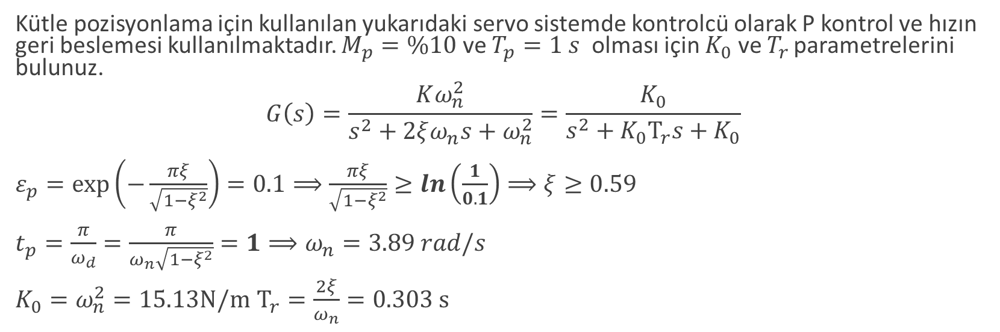 Kütle pozisyonlama için kullanılan yukarıdaki servo sistemde kontrolcü olarak P kontrol ve hızın
geri beslemesi kullanılmaktadır. $M_p = \%10$ ve $T_p = 1\ s$ olması için $K_0$ ve $T_r$ parametrelerini
bulunuz.
$G(s) = \frac{K\omega_n^2}{s^2 + 2\xi\omega_n s + \omega_n^2} = \frac{K_0}{s^2 + K_0 \mathrm{T}_r s + K_0}$
$\varepsilon_p = \exp\left(-\frac{\pi\xi}{\sqrt{1-\xi^2}}\right) = 0.1 \Longrightarrow \frac{\pi\xi}{\sqrt{1-\xi^2}} \geq \boldsymbol{ln}\left(\frac{\mathbf{1}}{\mathbf{0.1}}\right) \Longrightarrow \xi \geq 0.59$
$t_p = \frac{\pi}{\omega_d} = \frac{\pi}{\omega_n\sqrt{1-\xi^2}} = \mathbf{1} \Longrightarrow \omega_n = 3.89\ rad/s$
$K_0 = \omega_n^2 = 15.13\mathrm{N/m}\ \mathrm{T}_r = \frac{2\xi}{\omega_n} = 0.303\ \mathrm{s}$